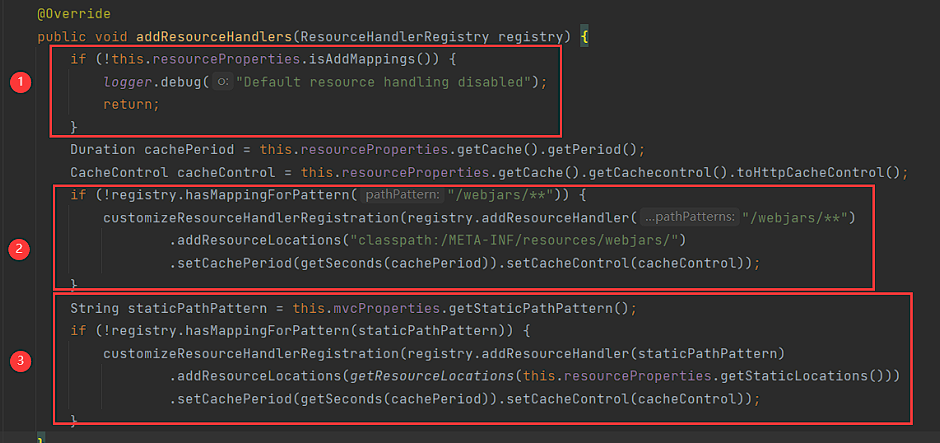 @Override
public void addResourceHandlers(ResourceHandlerRegistry registry) {
1
if (!this.resourceProperties.isAddMappings()) {
logger.debug( o: "Default resource handling disabled");
return;
}
Duration cachePeriod = this.resourceProperties.getCache().getPeriod();
CacheControl cacheControl = this.resourceProperties.getCache().getCachecontrol().toHttpCacheControl();
2
if (!registry.hasMappingForPattern( pathPattern: "/webjars/**")) {
customizeResourceHandlerRegistration(registry.addResourceHandler( ...pathPatterns: "/webjars/**")
.addResourceLocations("classpath:/META-INF/resources/webjars/")
.setCachePeriod(getSeconds(cachePeriod)).setCacheControl(cacheControl));
}
3
String staticPathPattern = this.mvcProperties.getStaticPathPattern();
if (!registry.hasMappingForPattern(staticPathPattern)) {
customizeResourceHandlerRegistration(registry.addResourceHandler(staticPathPattern)
.addResourceLocations(getResourceLocations(this.resourceProperties.getStaticLocations()))
.setCachePeriod(getSeconds(cachePeriod)).setCacheControl(cacheControl));
}
}